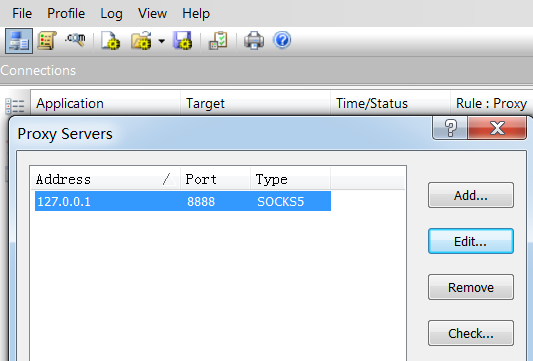 File Profile Log View Help
.com
Connections
Application Target Time/Status Rule : Proxy
Proxy Servers
Address / Port Type
127.0.0.1 8888 SOCKS5
Add...
Edit...
Remove
Check...